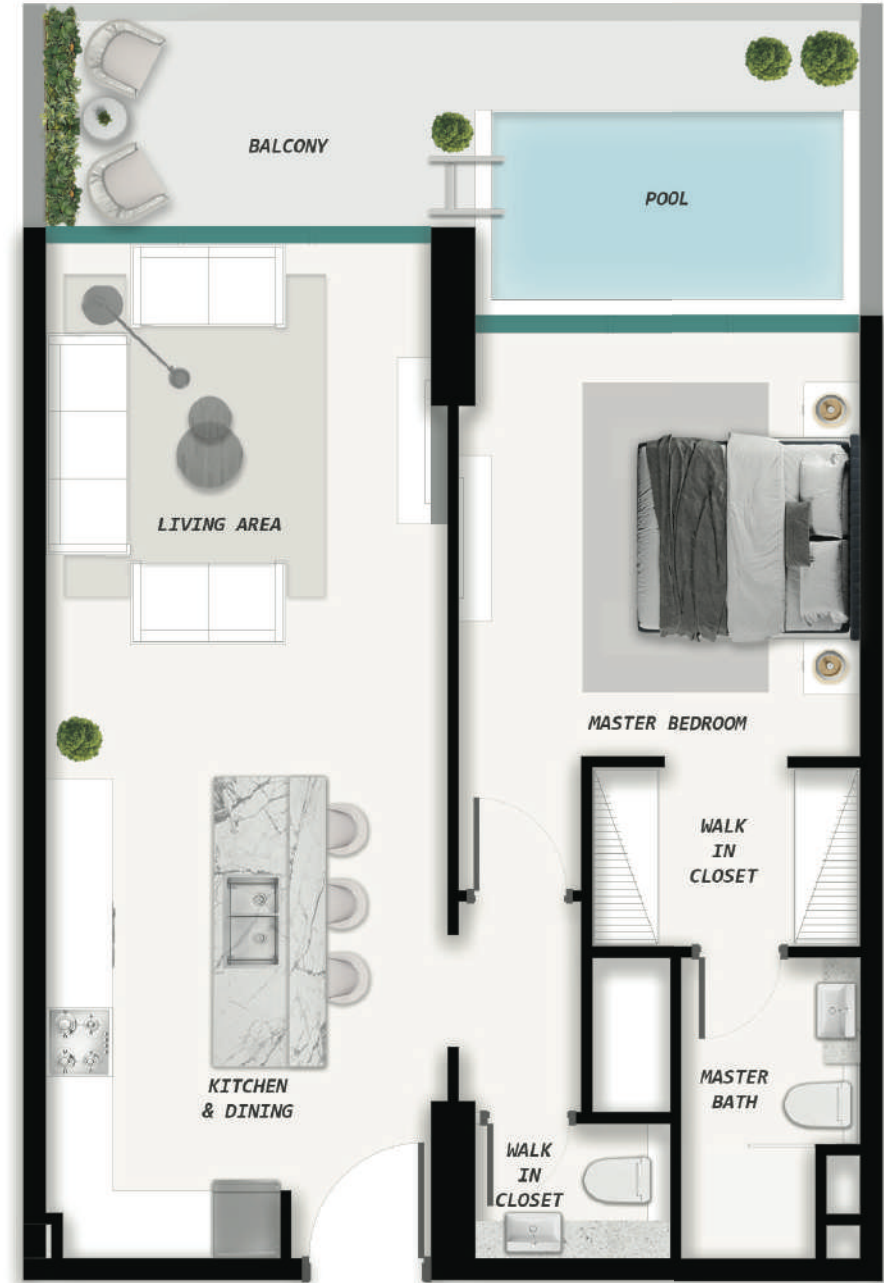 BALCONY
POOL
LIVING AREA
MASTER BEDROOM
WALK
IN
CLOSET
KITCHEN
& DINING
MASTER
BATH
WALK
IN
CLOSET